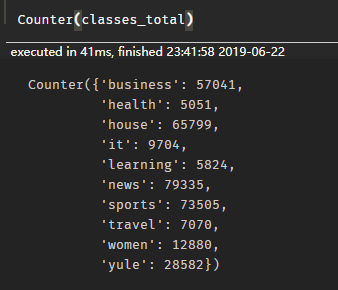 Counter(classes_total)
executed in 41ms, finished 23:41:58 2019-06-22
Counter({'business': 57041,
'health': 5051,
'house': 65799,
'it': 9704,
'learning': 5824,
'news': 79335,
'sports': 73505,
'travel': 7070,
'women': 12880,
'yule': 28582})